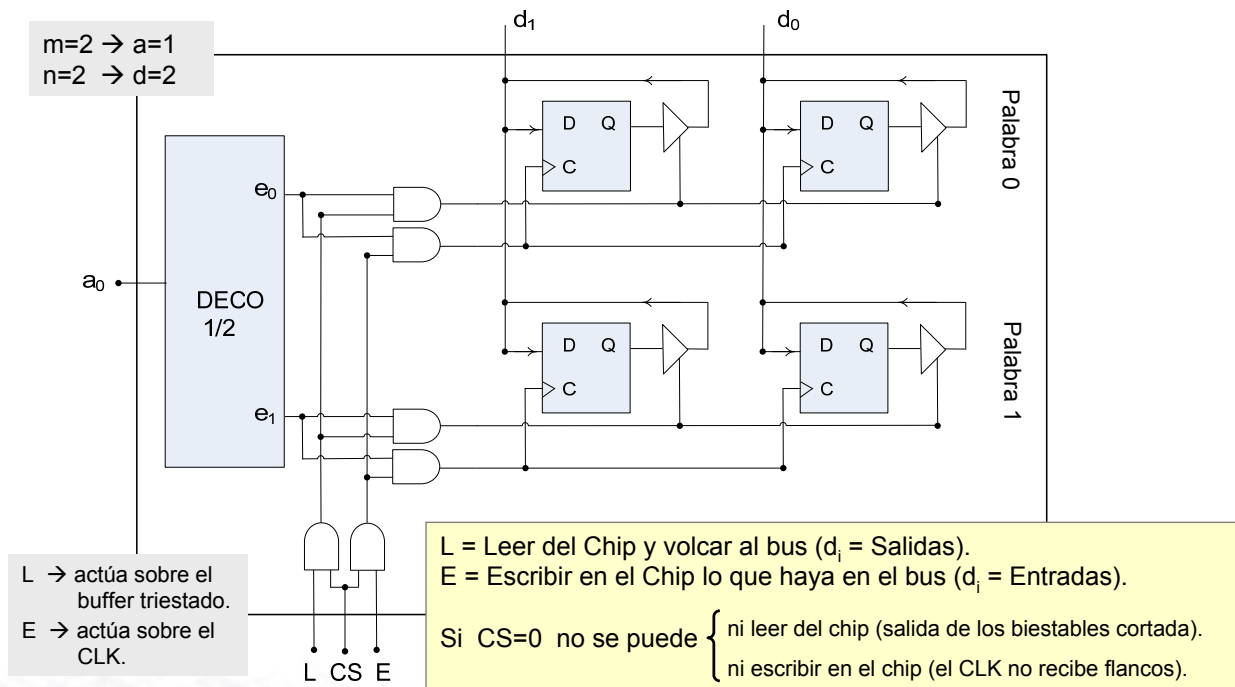 m=2 → a=1
n=2 → d=2
d₁
d₀
D Q
C
D Q
C
Palabra 0
e₀
a₀
DECO
1/2
D Q
C
D Q
C
Palabra 1
e₁
L → actúa sobre el
buffer triestado.
E → actúa sobre el
CLK.
L CS E
L = Leer del Chip y volcar al bus (dᵢ = Salidas).
E = Escribir en el Chip lo que haya en el bus (dᵢ = Entradas).
Si CS=0 no se puede
ni leer del chip (salida de los biestables cortada).
ni escribir en el chip (el CLK no recibe flancos).